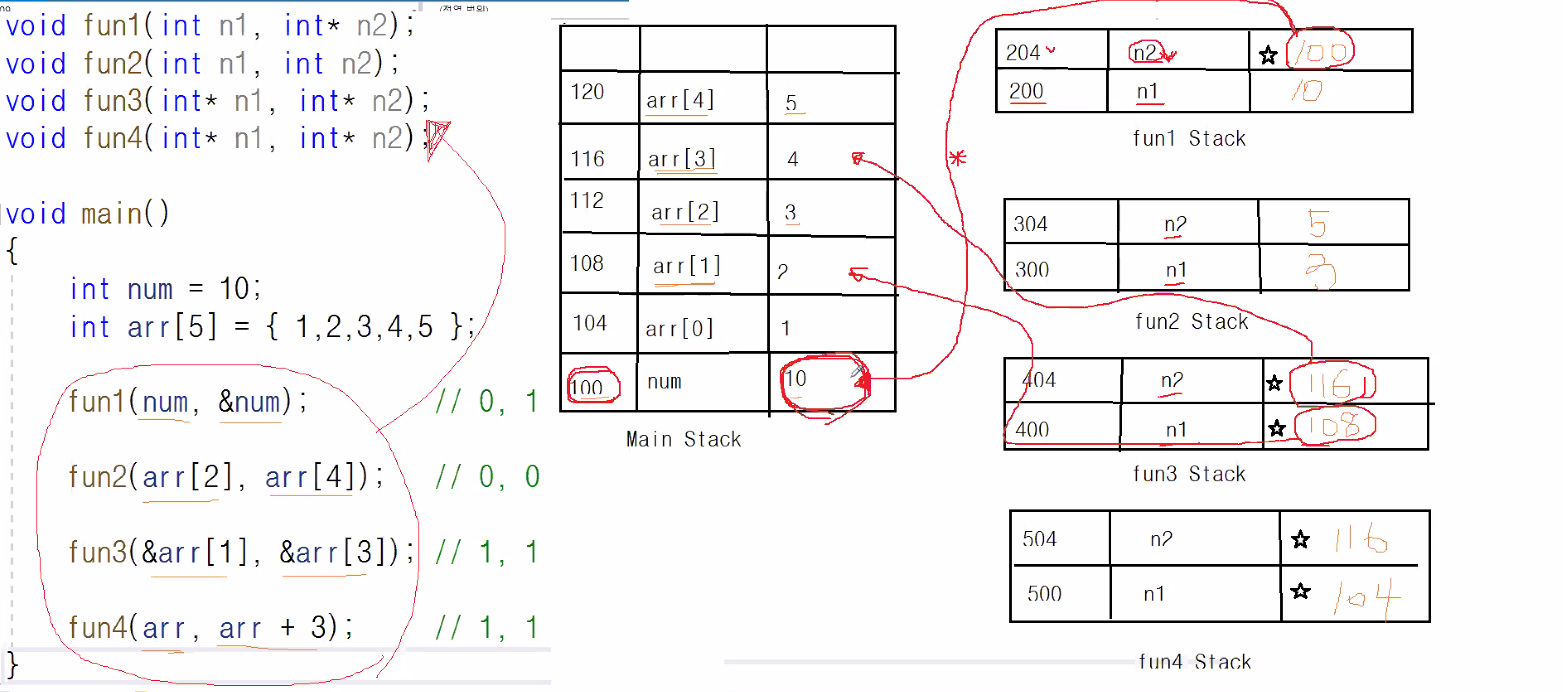 void fun1(int n1, int* n2);
void fun2(int n1, int n2);
void fun3(int* n1, int* n2);
void fun4(int* n1, int* n2);
void main()
{
int num = 10;
int arr[5] = { 1,2,3,4,5 };
fun1(num, &num); // 0, 1
fun2(arr[2], arr[4]); // 0, 0
fun3(&arr[1], &arr[3]); // 1, 1
fun4(arr, arr + 3); // 1, 1
}
120 arr[4] 5
116 arr[3] 4
112 arr[2] 3
108 arr[1] 2
104 arr[0] 1
100 num 10
Main Stack
*
204 n2 ☆ 100
200 n1 10
fun1 Stack
304 n2 5
300 n1 3
fun2 Stack
404 n2 ☆ 116
400 n1 ☆ 108
fun3 Stack
504 n2 ☆ 116
500 n1 ☆ 104
fun4 Stack